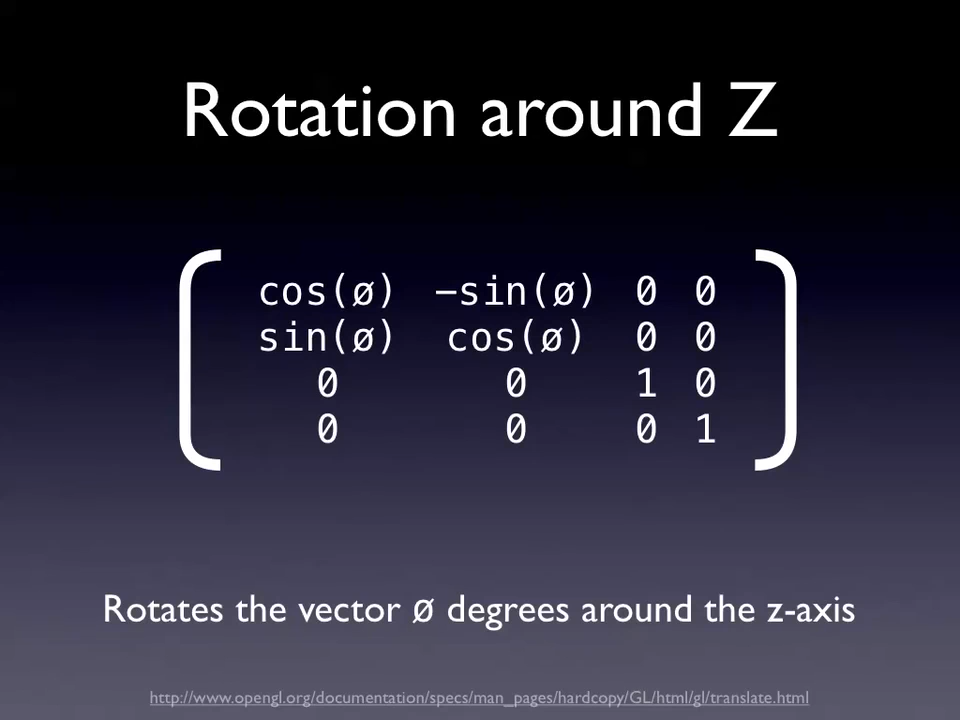 Rotation around Z
cos(ø) −sin(ø) 0 0
sin(ø) cos(ø) 0 0
0 0 1 0
0 0 0 1
Rotates the vector ø degrees around the z-axis
http://www.opengl.org/documentation/specs/man_pages/hardcopy/GL/html/gl/translate.html